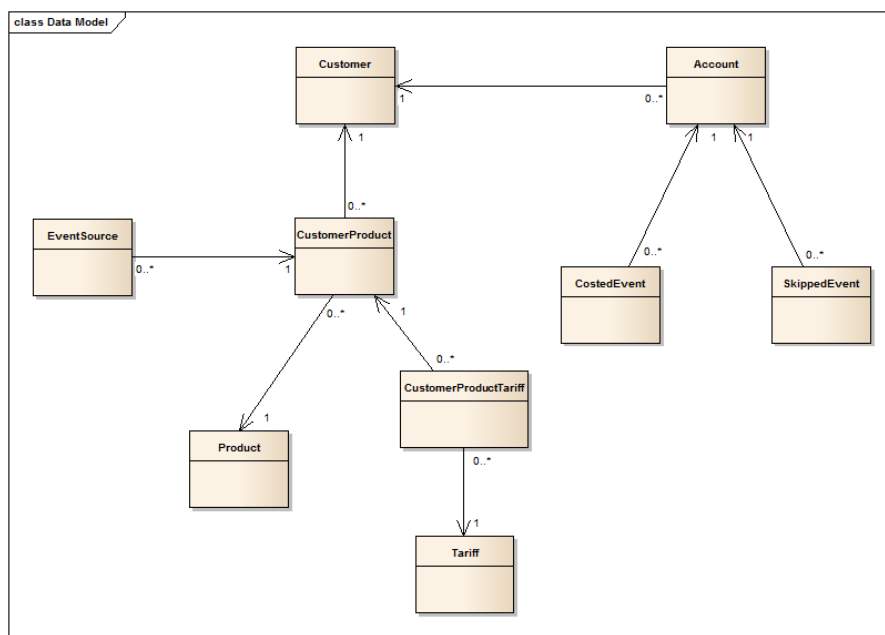 class Data Model
Customer
Account
1
0..*
1
1
1
0..*
EventSource
CustomerProduct
0..*
1
0..*
0..*
CostedEvent
SkippedEvent
0..*
1
0..*
CustomerProductTariff
1
Product
0..*
1
Tariff